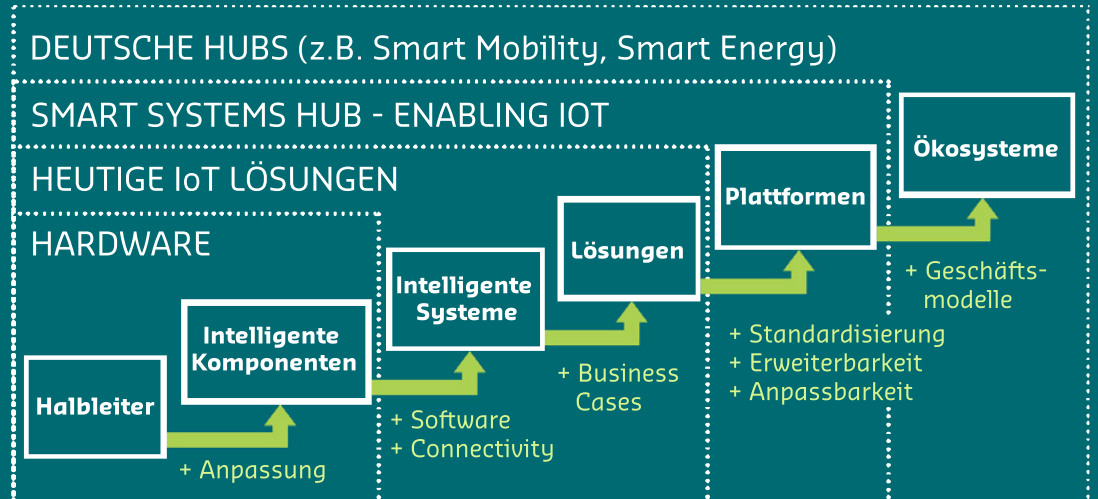 DEUTSCHE HUBS (z.B. Smart Mobility, Smart Energy)
SMART SYSTEMS HUB - ENABLING IOT
HEUTIGE IoT LÖSUNGEN
HARDWARE
Halbleiter
+ Anpassung
Intelligente
Komponenten
+ Software
+ Connectivity
Intelligente
Systeme
+ Business
Cases
Lösungen
+ Standardisierung
+ Erweiterbarkeit
+ Anpassbarkeit
Plattformen
+ Geschäfts-
modelle
Ökosysteme